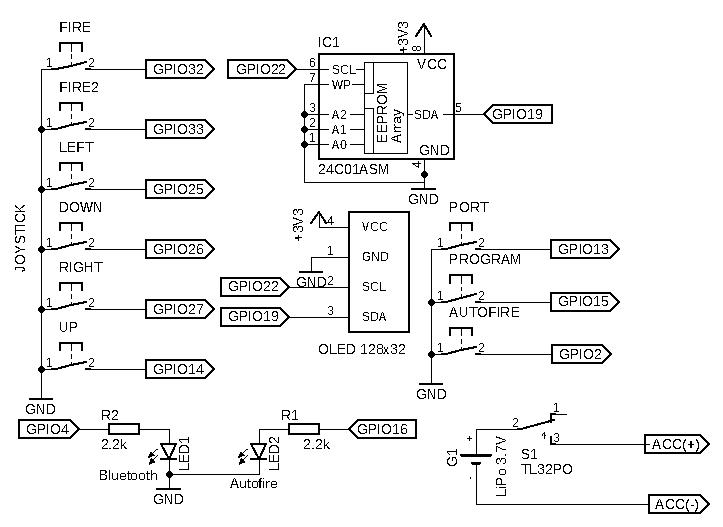 FIRE
1 2 GPIO32
FIRE2
1 2 GPIO33
LEFT
1 2 GPIO25
DOWN
1 2 GPIO26
RIGHT
1 2 GPIO27
UP
1 2 GPIO14
JOYSTICK
GND
IC1
+3V3
8
VCC
GPIO22 6 SCL
7 WP
3 A2
2 A1
1 A0
EEPROM
Array
SDA 5 GPIO19
GND
4
24C01ASM
GND
+3V3
4 VCC
1 GND
GND
GPIO22 2 SCL
GPIO19 3 SDA
OLED 128x32
PORT
1 2 GPIO13
PROGRAM
1 2 GPIO15
AUTOFIRE
1 2 GPIO2
GND
GPIO4
R2
2.2k
LED1
Bluetooth
GND
R1
2.2k
GPIO16
LED2
Autofire
G1
+
-
LiPo 3.7V
2
1
4
3
S1
TL32PO
ACC(+)
ACC(-)